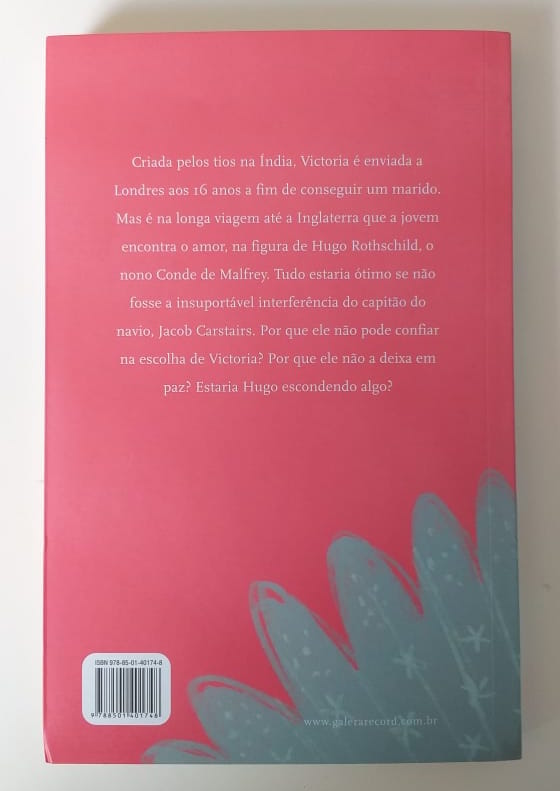 Criada pelos tios na Índia, Victoria é enviada a
Londres aos 16 anos a fim de conseguir um marido.
Mas é na longa viagem até a Inglaterra que a jovem
encontra o amor, na figura de Hugo Rothschild, o
nono Conde de Malfrey. Tudo estaria ótimo se não
fosse a insuportável interferência do capitão do
navio, Jacob Carstairs. Por que ele não pode confiar
na escolha de Victoria? Por que ele não a deixa em
paz? Estaria Hugo escondendo algo?
ISBN 978-85-01-40174-8
9 788501 401748
www.galerarecord.com.br